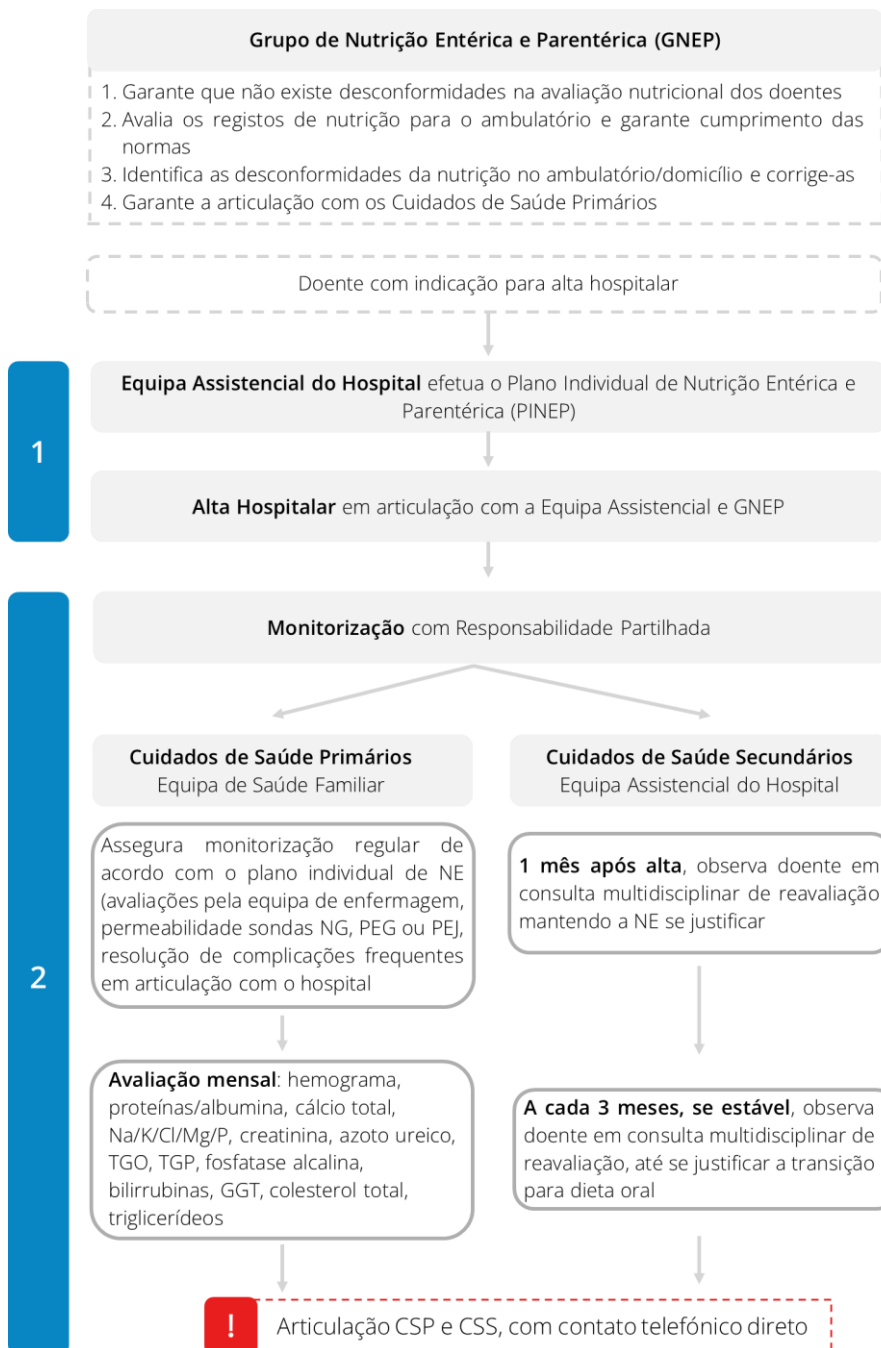 Grupo de Nutrição Entérica e Parentérica (GNEP)
1. Garante que não existe desconformidades na avaliação nutricional dos doentes
2. Avalia os registos de nutrição para o ambulatório e garante cumprimento das
normas
3. Identifica as desconformidades da nutrição no ambulatório/domicílio e corrige-as
4. Garante a articulação com os Cuidados de Saúde Primários
Doente com indicação para alta hospitalar
1
Equipa Assistencial do Hospital efetua o Plano Individual de Nutrição Entérica e
Parentérica (PINEP)
Alta Hospitalar em articulação com a Equipa Assistencial e GNEP
2
Monitorização com Responsabilidade Partilhada
Cuidados de Saúde Primários
Equipa de Saúde Familiar
Assegura monitorização regular de
acordo com o plano individual de NE
(avaliações pela equipa de enfermagem,
permeabilidade sondas NG, PEG ou PEJ,
resolução de complicações frequentes
em articulação com o hospital
Avaliação mensal: hemograma,
proteínas/albumina, cálcio total,
Na/K/Cl/Mg/P, creatinina, azoto ureico,
TGO, TGP, fosfatase alcalina,
bilirrubinas, GGT, colesterol total,
triglicerídeos
Cuidados de Saúde Secundários
Equipa Assistencial do Hospital
1 mês após alta, observa doente em
consulta multidisciplinar de reavaliação
mantendo a NE se justificar
A cada 3 meses, se estável, observa
doente em consulta multidisciplinar de
reavaliação, até se justificar a transição
para dieta oral
! Articulação CSP e CSS, com contato telefónico direto